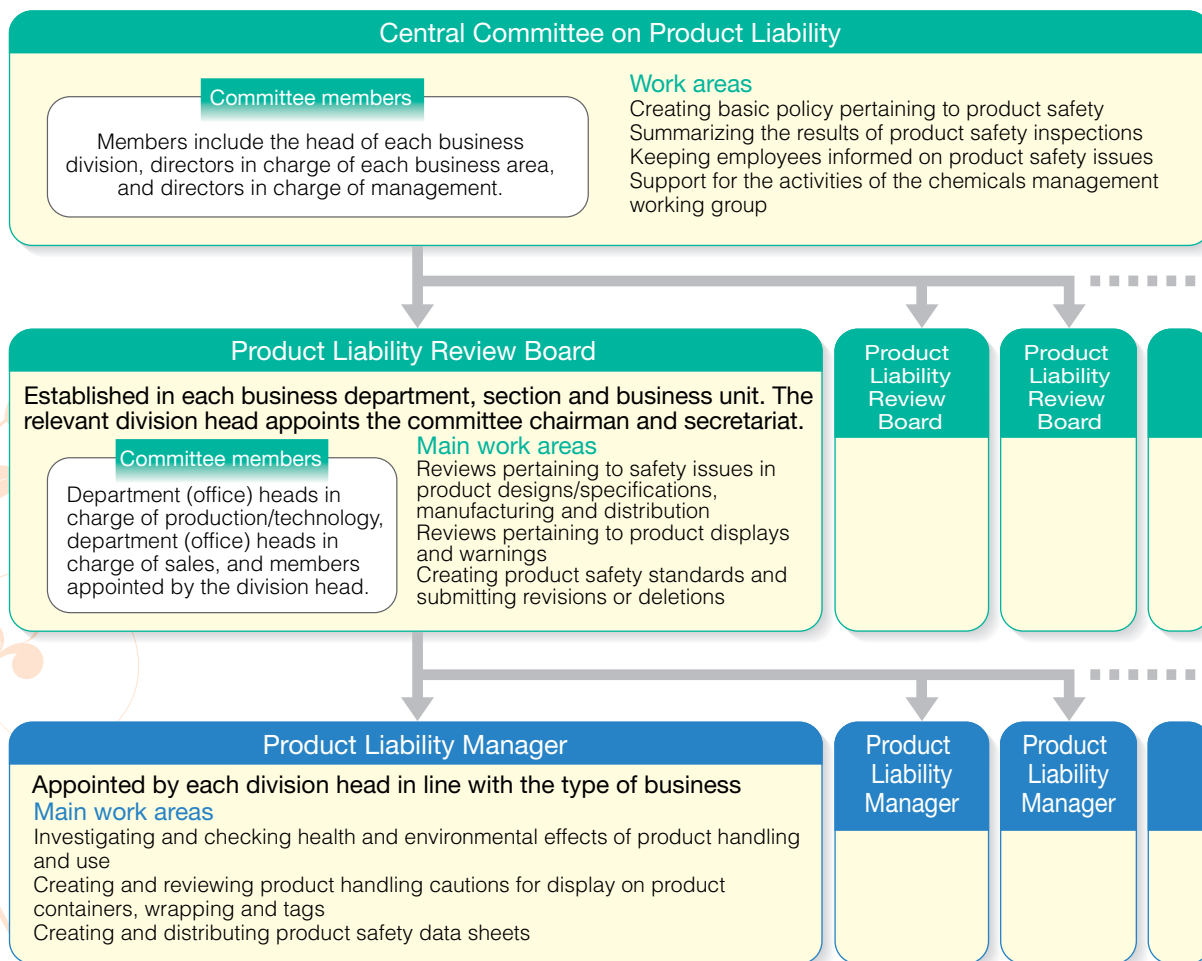 Central Committee on Product Liability
Committee members
Members include the head of each business
division, directors in charge of each business area,
and directors in charge of management.
Work areas
Creating basic policy pertaining to product safety
Summarizing the results of product safety inspections
Keeping employees informed on product safety issues
Support for the activities of the chemicals management
working group
Product Liability Review Board
Established in each business department, section and business unit. The
relevant division head appoints the committee chairman and secretariat.
Committee members
Department (office) heads in
charge of production/technology,
department (office) heads in
charge of sales, and members
appointed by the division head.
Main work areas
Reviews pertaining to safety issues in
product designs/specifications,
manufacturing and distribution
Reviews pertaining to product displays
and warnings
Creating product safety standards and
submitting revisions or deletions
Product
Liability
Review
Board
Product
Liability
Review
Board
Product Liability Manager
Appointed by each division head in line with the type of business
Main work areas
Investigating and checking health and environmental effects of product handling
and use
Creating and reviewing product handling cautions for display on product
containers, wrapping and tags
Creating and distributing product safety data sheets
Product
Liability
Manager
Product
Liability
Manager